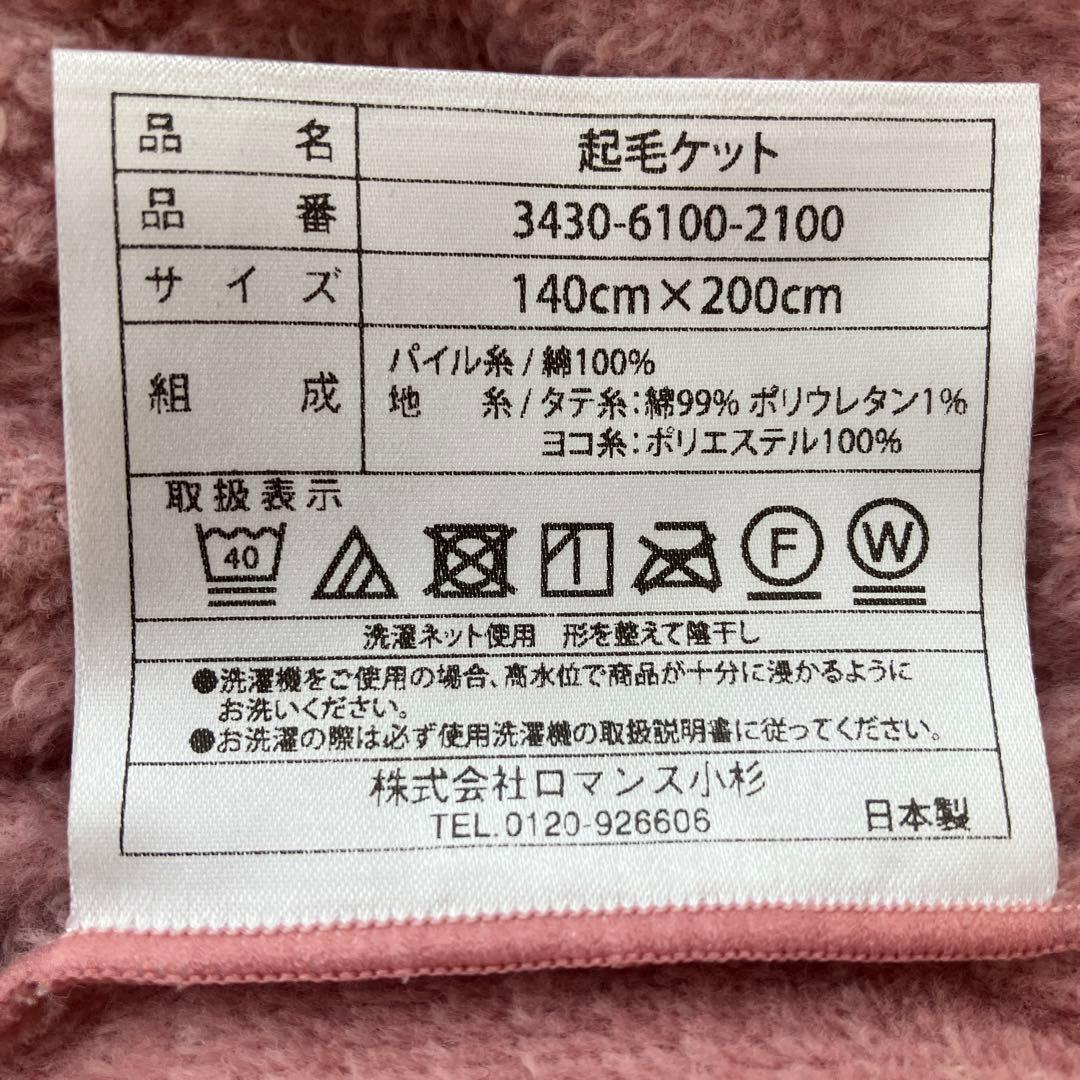 品名 起毛ケット
品番 3430-6100-2100
サイズ 140cm×200cm
組成 パイル糸/綿100%
地糸/タテ糸:綿99% ポリウレタン1%
ヨコ糸:ポリエステル100%
取扱表示
40 F W
洗濯ネット使用 形を整えて陰干し
●洗濯機をご使用の場合、高水位で商品が十分に浸かるように
お洗いください。
●お洗濯の際は必ず使用洗濯機の取扱説明書に従ってください。
株式会社ロマンス小杉
TEL.0120-926606 日本製